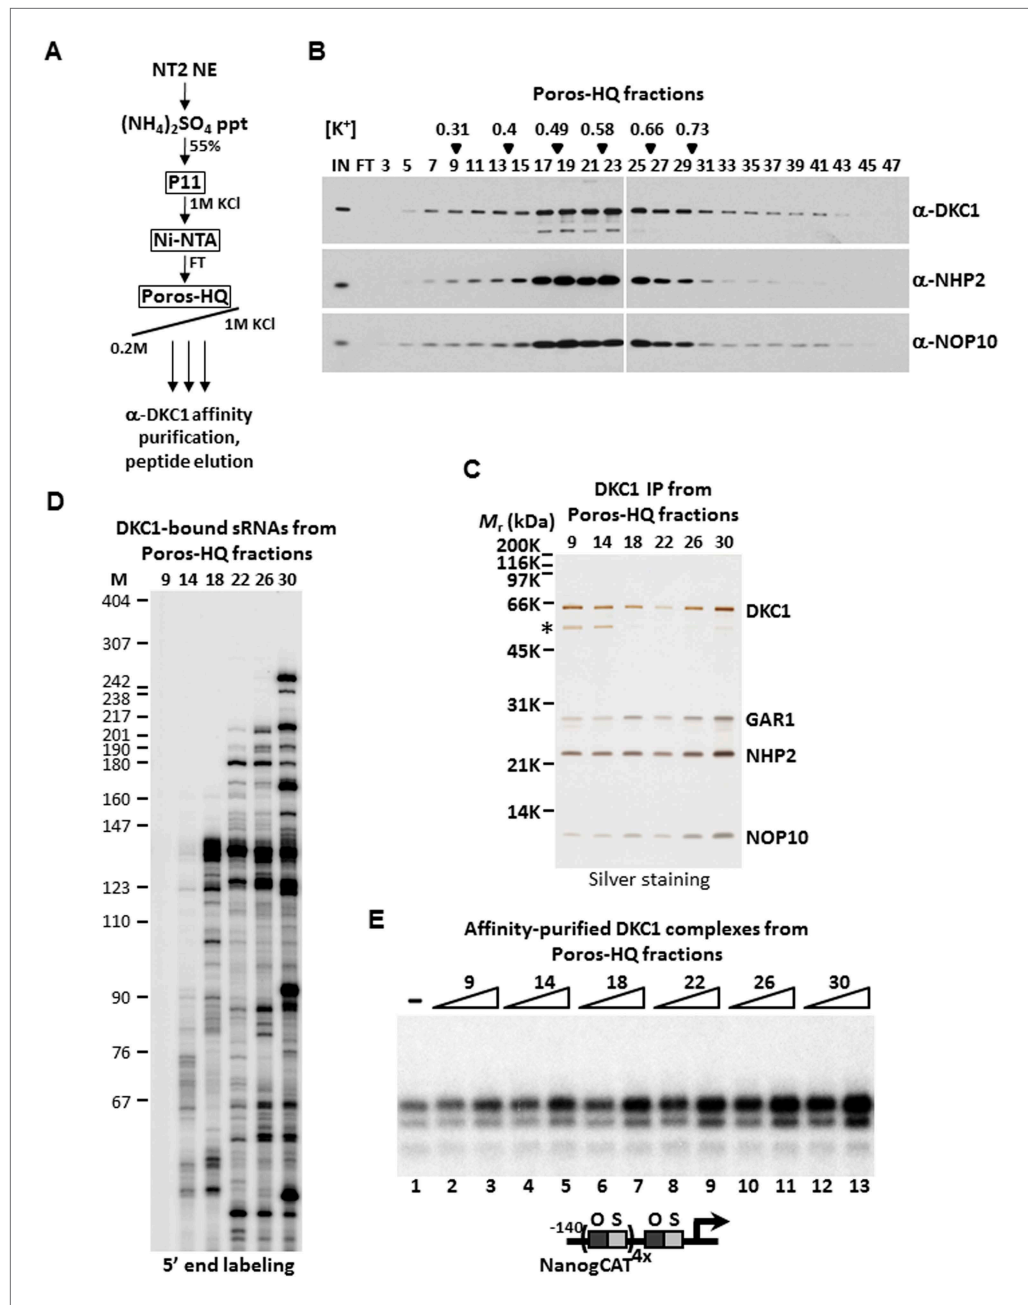 A
NT2 NE
(NH₄)₂SO₄ ppt
55%
P11
1M KCl
Ni-NTA
FT
Poros-HQ
1M KCl
0.2M
α-DKC1 affinity
purification,
peptide elution
B
Poros-HQ fractions
[K⁺] 0.31 0.4 0.49 0.58 0.66 0.73
IN FT 3 5 7 9 11 13 15 17 19 21 23 25 27 29 31 33 35 37 39 41 43 45 47
α-DKC1
α-NHP2
α-NOP10
C
DKC1 IP from
Poros-HQ fractions
Mr (kDa)
9 14 18 22 26 30
200K
116K
97K
66K
45K
31K
21K
14K
*
DKC1
GAR1
NHP2
NOP10
Silver staining
D
DKC1-bound sRNAs from
Poros-HQ fractions
M 9 14 18 22 26 30
404
307
242
238
217
201
190
180
160
147
123
110
90
76
67
5’ end labeling
E
Affinity-purified DKC1 complexes from
Poros-HQ fractions
– 9 14 18 22 26 30
1 2 3 4 5 6 7 8 9 10 11 12 13
O S O S
-140 ( ) 4x
NanogCAT